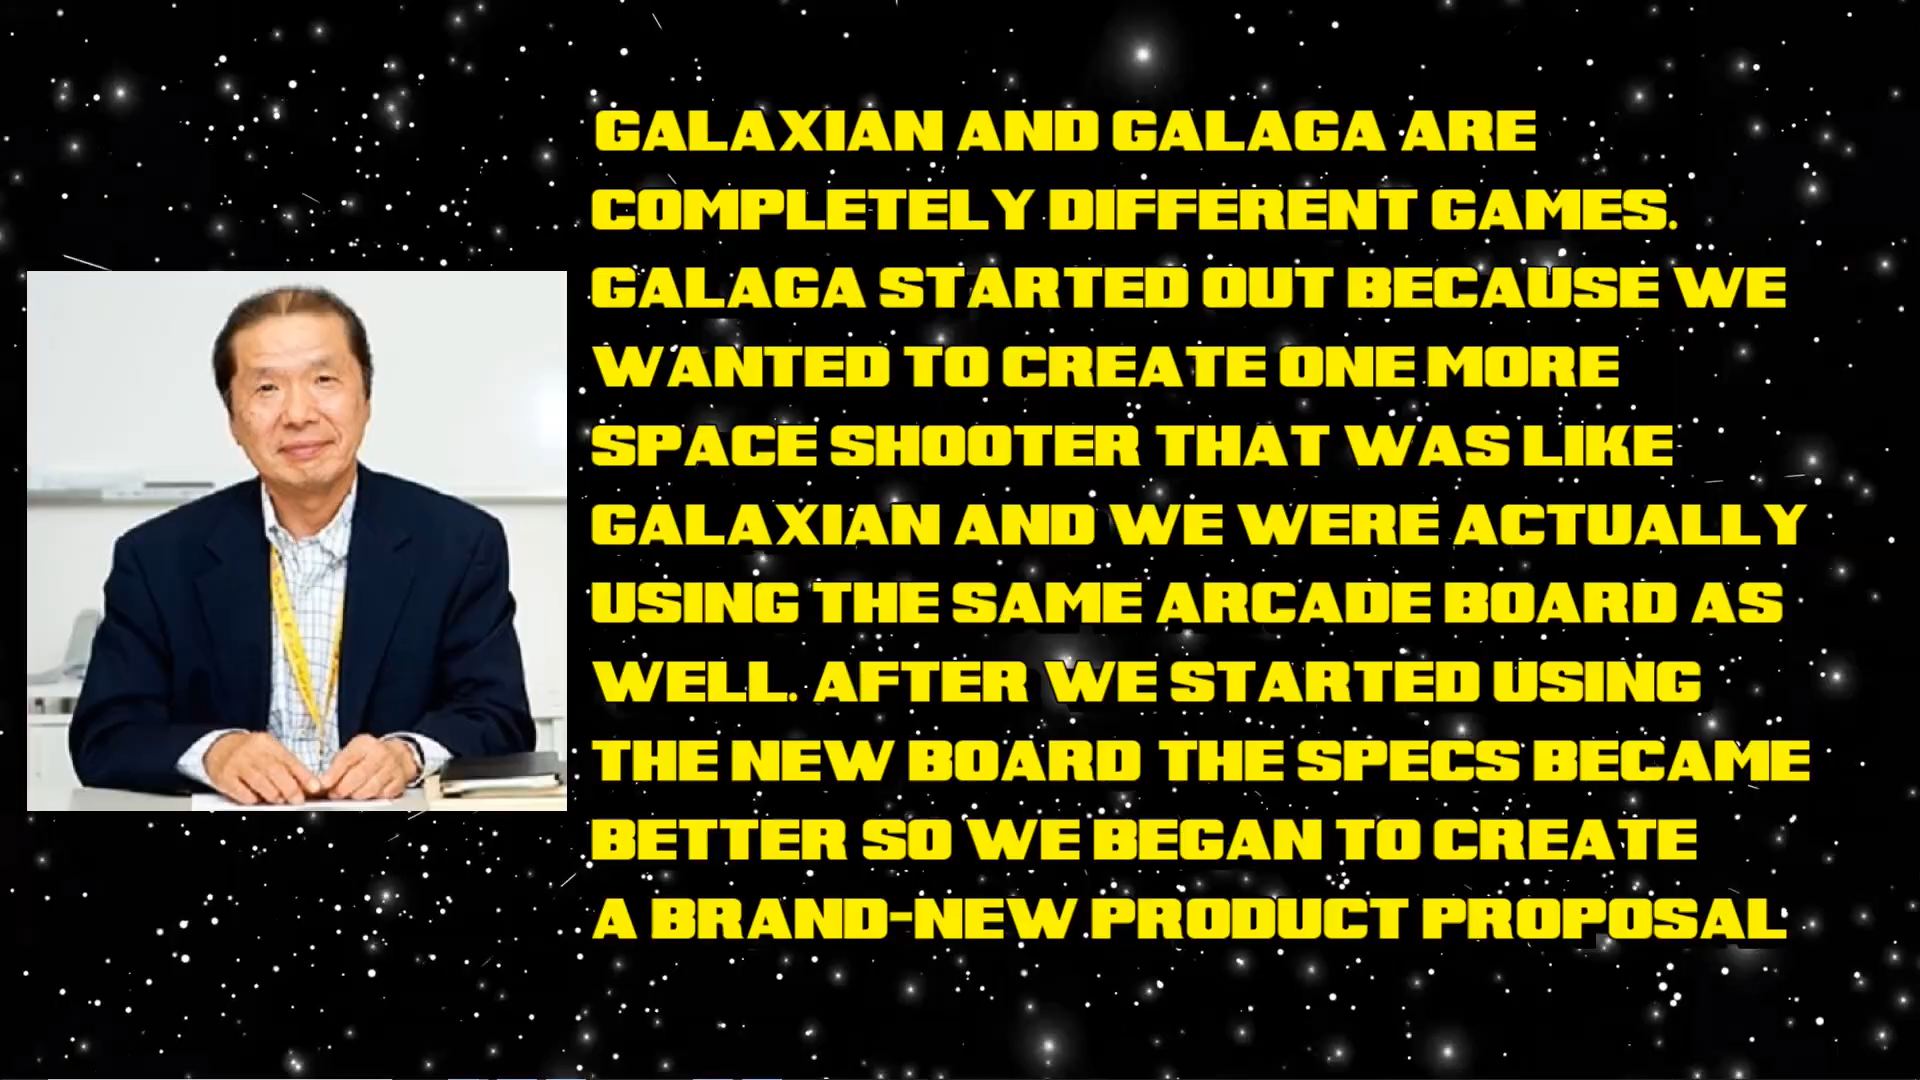 GALAXIAN AND GALAGA ARE
COMPLETELY DIFFERENT GAMES.
GALAGA STARTED OUT BECAUSE WE
WANTED TO CREATE ONE MORE
SPACE SHOOTER THAT WAS LIKE
GALAXIAN AND WE WERE ACTUALLY
USING THE SAME ARCADE BOARD AS
WELL. AFTER WE STARTED USING
THE NEW BOARD THE SPECS BECAME
BETTER SO WE BEGAN TO CREATE
A BRAND-NEW PRODUCT PROPOSAL